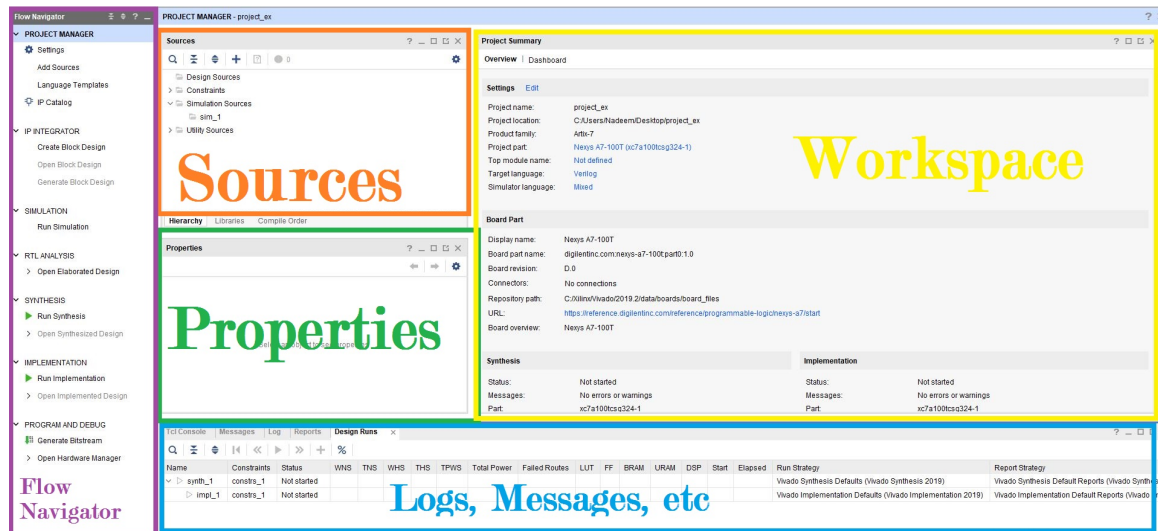 Flow Navigator
PROJECT MANAGER
Settings
Add Sources
Language Templates
IP Catalog
IP INTEGRATOR
Create Block Design
Open Block Design
Generate Block Design
SIMULATION
Run Simulation
RTL ANALYSIS
Open Elaborated Design
SYNTHESIS
Run Synthesis
Open Synthesized Design
IMPLEMENTATION
Run Implementation
Open Implemented Design
PROGRAM AND DEBUG
Generate Bitstream
Open Hardware Manager
Flow
Navigator
PROJECT MANAGER - project_ex
Sources
0
Design Sources
Constraints
Simulation Sources
sim_1
Utility Sources
Sources
Hierarchy Libraries Compile Order
Properties
Properties
Project Summary
Overview | Dashboard
Settings Edit
Project name: project_ex
Project location: C:/Users/Nadeem/Desktop/project_ex
Product family: Artix-7
Project part: Nexys A7-100T (xc7a100tcsg324-1)
Top module name: Not defined
Target language: Verilog
Simulator language: Mixed
Workspace
Board Part
Display name: Nexys A7-100T
Board part name: digilentinc.com:nexys-a7-100t:part0:1.0
Board revision: D.0
Connectors: No connections
Repository path: C:/Xilinx/Vivado/2019.2/data/boards/board_files
URL: https://reference.digilentinc.com/reference/programmable-logic/nexys-a7/start
Board overview: Nexys A7-100T
Synthesis Implementation
Status: Not started Status: Not started
Messages: No errors or warnings Messages: No errors or warnings
Part: xc7a100tcsg324-1 Part: xc7a100tcsg324-1
Tcl Console Messages Log Reports Design Runs
Name Constraints Status WNS TNS WHS THS TPWS Total Power Failed Routes LUT FF BRAM URAM DSP Start Elapsed Run Strategy Report Strategy
synth_1 constrs_1 Not started Vivado Synthesis Defaults (Vivado Synthesis 2019) Vivado Synthesis Default Reports (Vivado Synthes
impl_1 constrs_1 Not started Vivado Implementation Defaults (Vivado Implementation 2019) Vivado Implementation Default Reports (Vivado
Logs, Messages, etc